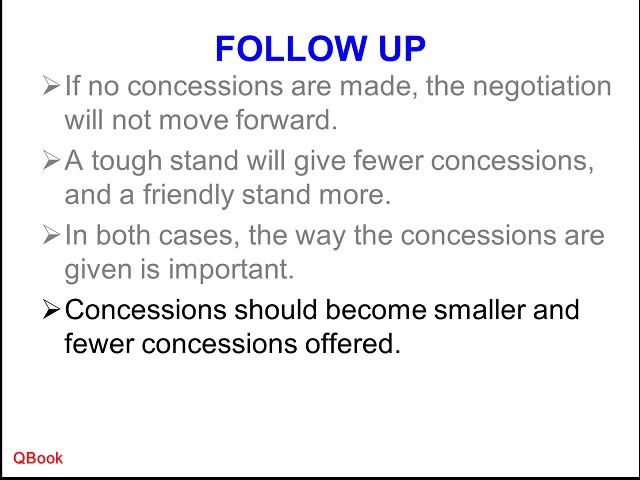 FOLLOW UP
➢If no concessions are made, the negotiation
will not move forward.
➢A tough stand will give fewer concessions,
and a friendly stand more.
➢In both cases, the way the concessions are
given is important.
➢Concessions should become smaller and
fewer concessions offered.
QBook